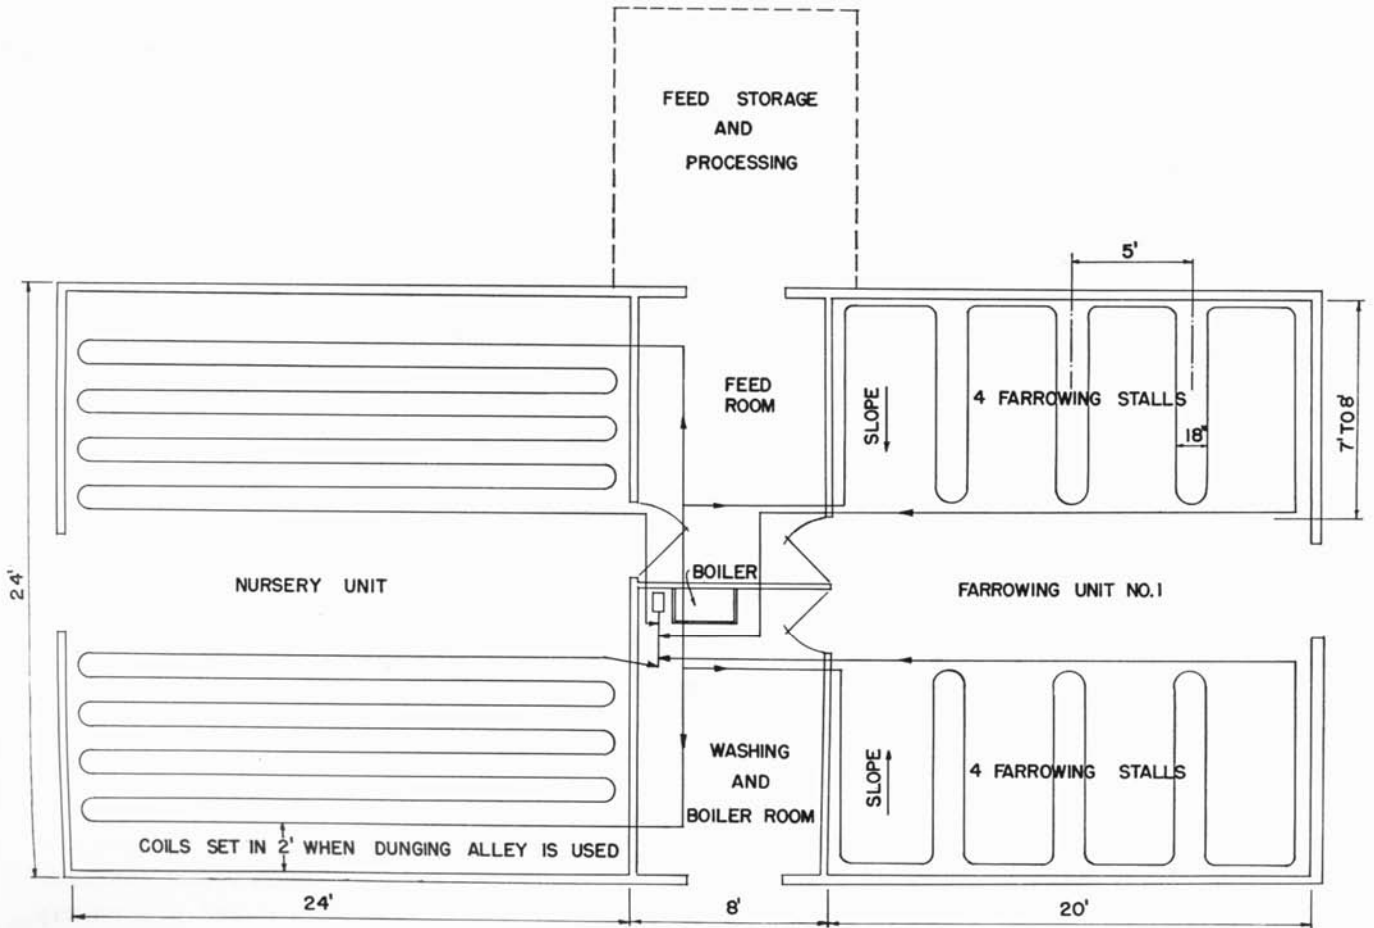 FEED STORAGE
AND
PROCESSING
5'
FEED
ROOM
SLOPE
4 FARROWING STALLS
18"
7' TO 8'
24'
NURSERY UNIT
BOILER
FARROWING UNIT NO.1
WASHING
AND
BOILER ROOM
SLOPE
4 FARROWING STALLS
COILS SET IN 2' WHEN DUNGING ALLEY IS USED
24'
8'
20'